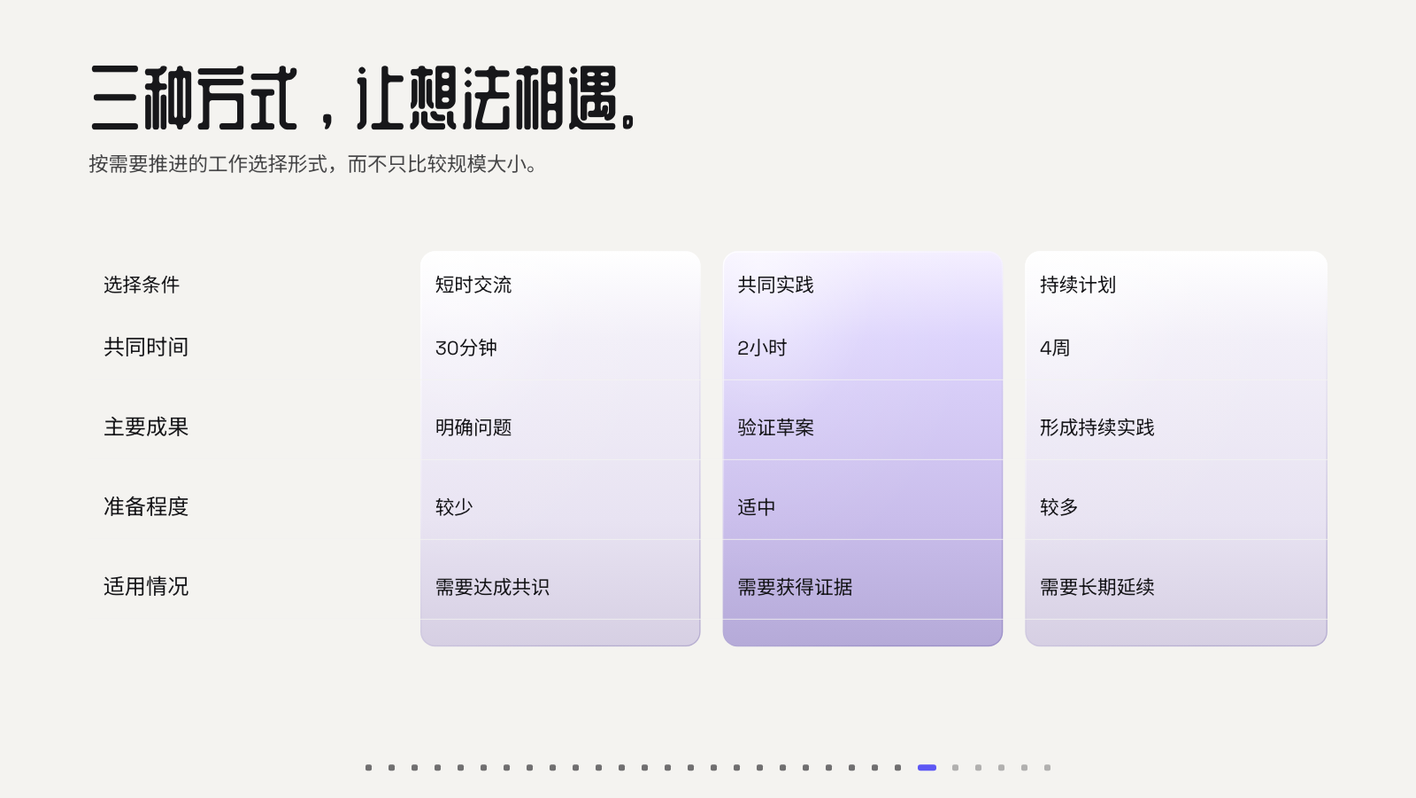 三种方式，让想法相遇。
按需要推进的工作选择形式，而不只比较规模大小。
选择条件 短时交流 共同实践 持续计划
共同时间 30分钟 2小时 4周
主要成果 明确问题 验证草案 形成持续实践
准备程度 较少 适中 较多
适用情况 需要达成共识 需要获得证据 需要长期延续